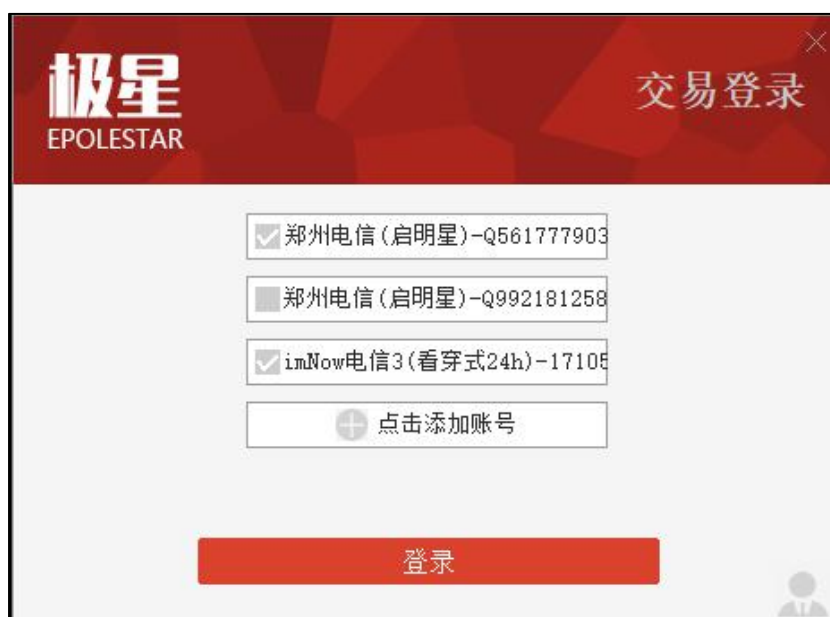 极星
EPOLESTAR
交易登录
郑州电信(启明星)-Q561777903
郑州电信(启明星)-Q992181258
imNow电信3(看穿式24h)-17105
点击添加账号
登录